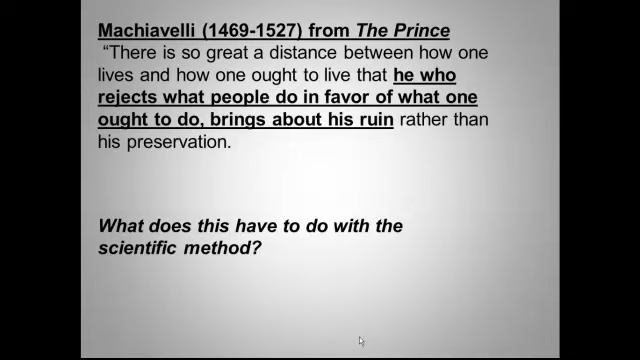 Machiavelli (1469-1527) from The Prince
“There is so great a distance between how one
lives and how one ought to live that he who
rejects what people do in favor of what one
ought to do, brings about his ruin rather than
his preservation.
What does this have to do with the
scientific method?